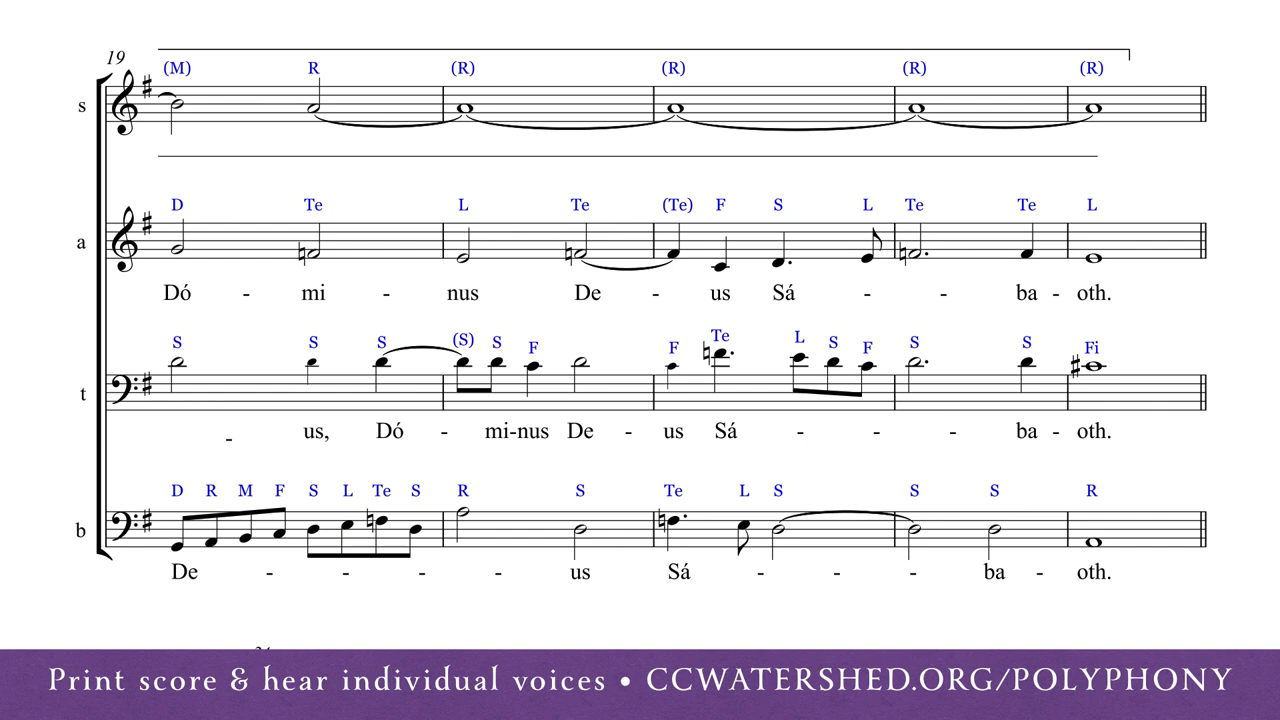 19
(M) R (R) (R) (R) (R)
s
D Te L Te (Te) F S L Te Te L
a
Dó - mi - nus De - us Sá - - ba - oth.
S S S (S) S F F Te L S F S S Fi
t
- us, Dó - mi-nus De - us Sá - - - ba - oth.
D R M F S L Te S R S Te L S S S R
b
De - - - - - us Sá - - - ba - oth.
Print score & hear individual voices • CCWATERSHED.ORG/POLYPHONY